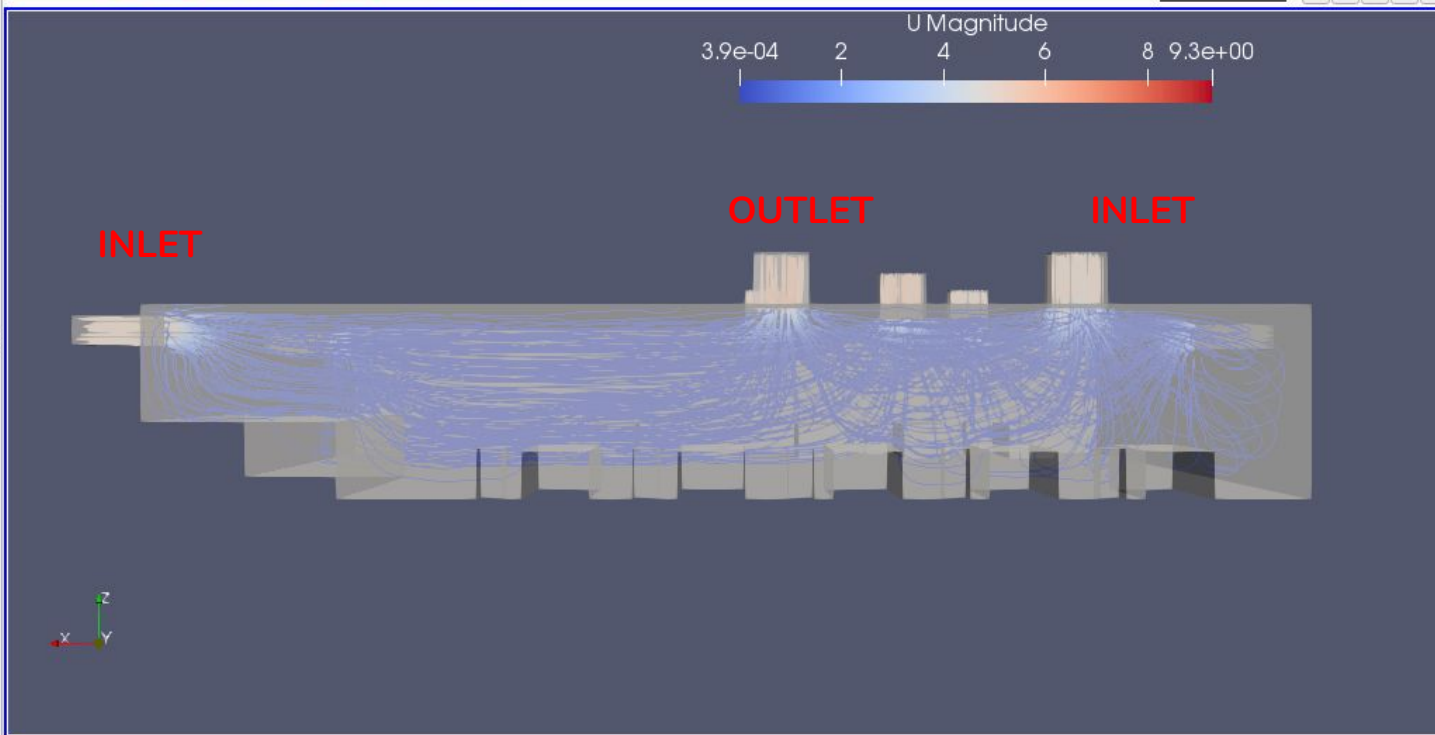 U Magnitude
3.9e-04 2 4 6 8 9.3e+00
OUTLET INLET
INLET
Z
X Y